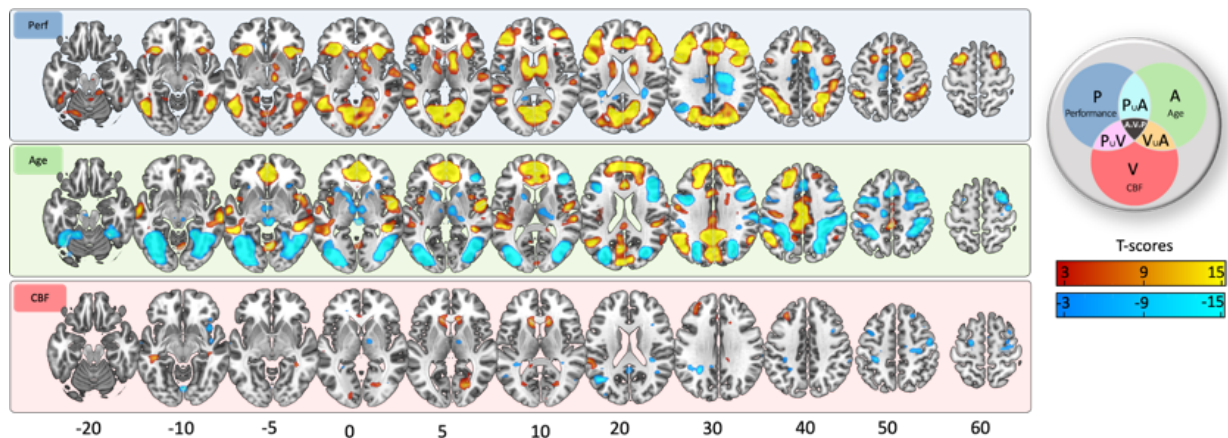 Perf
Age
CBF
-20 -10 -5 0 5 10 20 30 40 50 60
P
Performance
PUA
A
Age
A.V.P
PUV
VUA
V
CBF
T-scores
3 9 15
-3 -9 -15